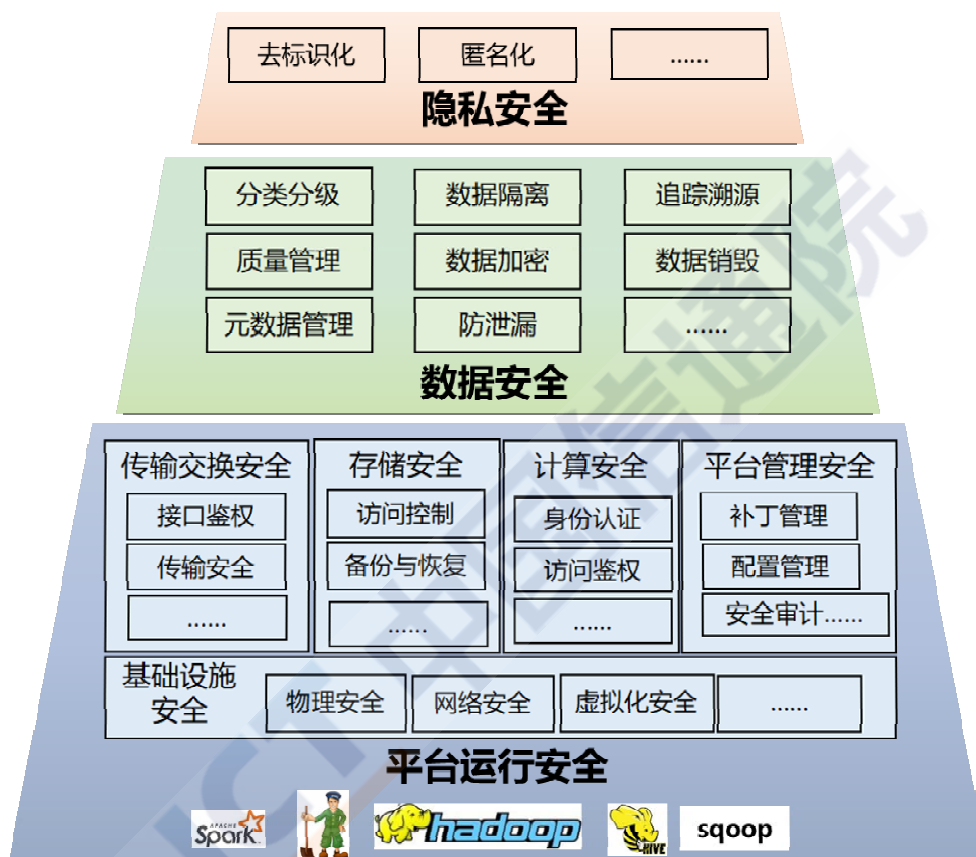 去标识化
匿名化
......
隐私安全
分类分级
数据隔离
追踪溯源
质量管理
数据加密
数据销毁
元数据管理
防泄漏
......
数据安全
传输交换安全
接口鉴权
传输安全
......
存储安全
访问控制
备份与恢复
......
计算安全
身份认证
访问鉴权
......
平台管理安全
补丁管理
配置管理
安全审计......
基础设施
安全
物理安全
网络安全
虚拟化安全
......
平台运行安全
APACHE
Spark
hadoop
HIVE
sqoop
ICT 中国信通院